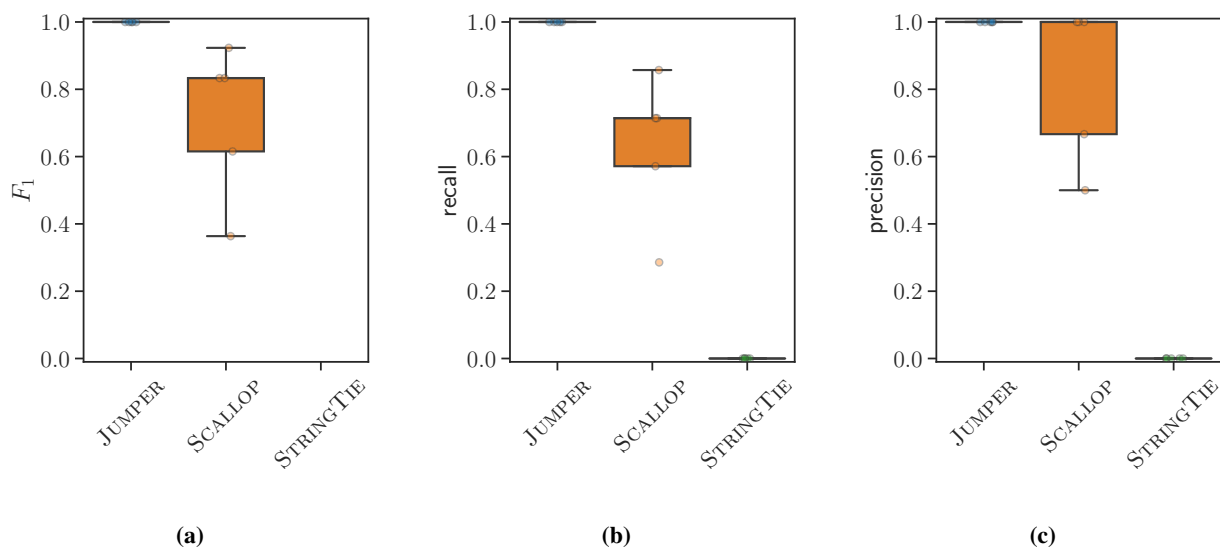 F1
1.0
0.8
0.6
0.4
0.2
0.0
JUMPER
SCALLOP
STRINGTIE
(a)
recall
1.0
0.8
0.6
0.4
0.2
0.0
JUMPER
SCALLOP
STRINGTIE
(b)
precision
1.0
0.8
0.6
0.4
0.2
0.0
JUMPER
SCALLOP
STRINGTIE
(c)